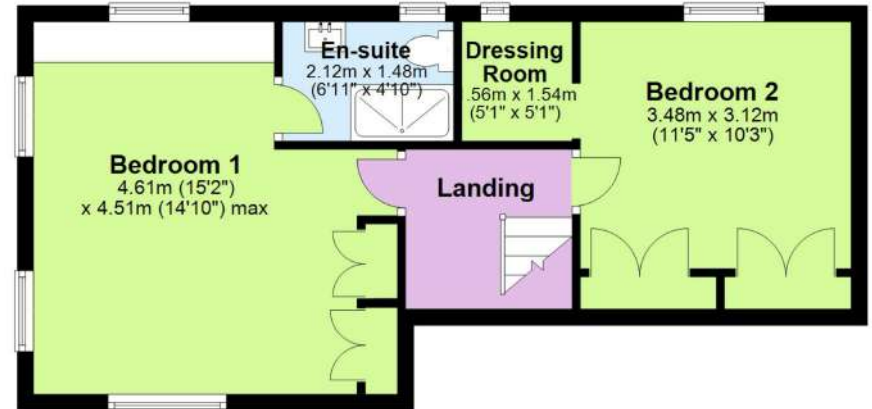 En-suite
2.12m x 1.48m
(6'11" x 4'10")
Dressing
Room
.56m x 1.54m
(5'1" x 5'1")
Bedroom 2
3.48m x 3.12m
(11'5" x 10'3")
Bedroom 1
4.61m (15'2")
x 4.51m (14'10") max
Landing